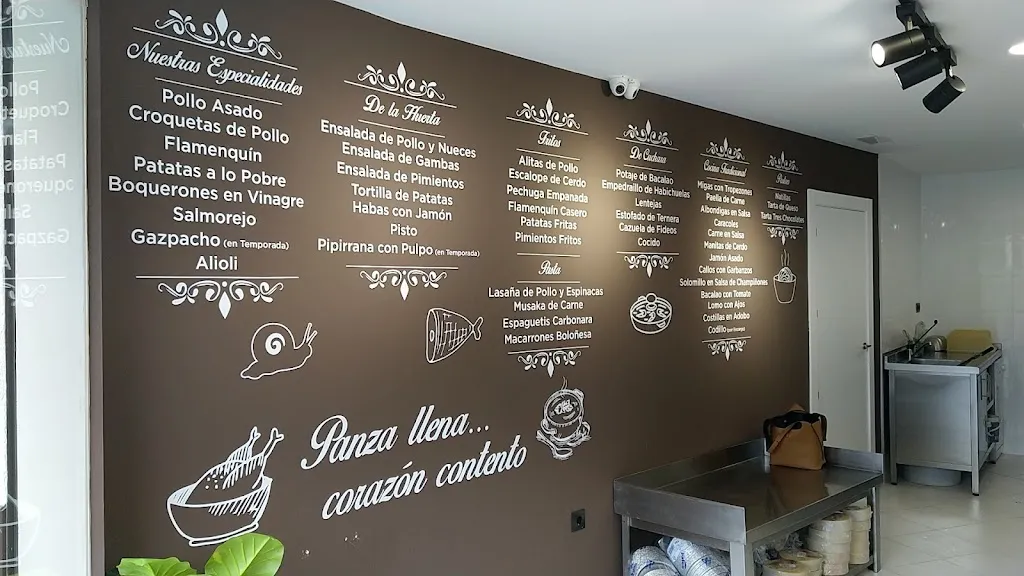 Nuestras Especialidades
Pollo Asado
Croquetas de Pollo
Flamenquín
Patatas a lo Pobre
Boquerones en Vinagre
Salmorejo
Gazpacho (en Temporada)
Alioli
De la Huerta
Ensalada de Pollo y Nueces
Ensalada de Gambas
Ensalada de Pimientos
Tortilla de Patatas
Habas con Jamón
Pisto
Pipirrana con Pulpo (en Temporada)
Fritos
Alitas de Pollo
Escalope de Cerdo
Pechuga Empanada
Flamenquín Casero
Patatas Fritas
Pimientos Fritos
Pasta
Lasaña de Pollo y Espinacas
Musaka de Carne
Espaguetis Carbonara
Macarrones Boloñesa
De Cuchara
Potaje de Bacalao
Empedrillo de Habichuelas
Lentejas
Estofado de Ternera
Cazuela de Fideos
Cocido
Cocina Tradicional
Migas con Tropezones
Paella de Carne
Albondigas en Salsa
Caracoles
Carne en Salsa
Manitas de Cerdo
Jamón Asado
Callos con Garbanzos
Solomillo en Salsa de Champiñones
Bacalao con Tomate
Lomo con Ajos
Costillas en Adobo
Codillo (por Encargo)
Natillas
Tarta de Queso
Tarta Tres Chocolates
Panza llena...
corazón contento